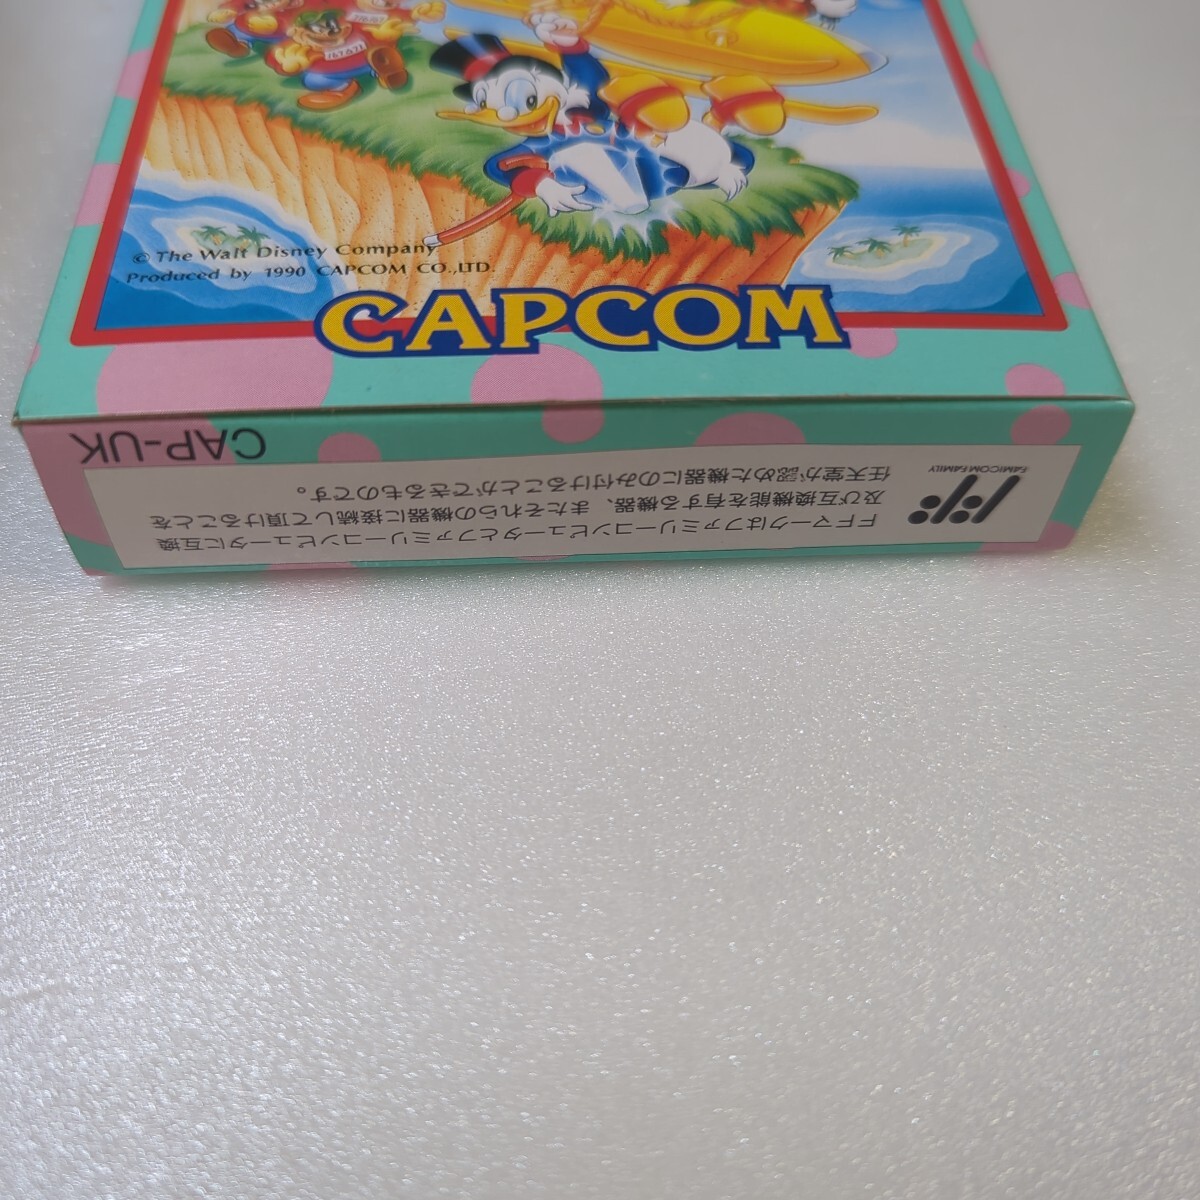 176-167
167-671
© The Walt Disney Company
Produced by 1990 CAPCOM CO.,LTD.
CAPCOM
CAP-UK
FFマークはファミリーコンピュータとファミリーコンピュータに互換
及び互換機能を有する機器、またそれらの機器に接続して頂けることを
任天堂が認めた機器にのみ付けることができるものです。
FAMICOM FAMILY